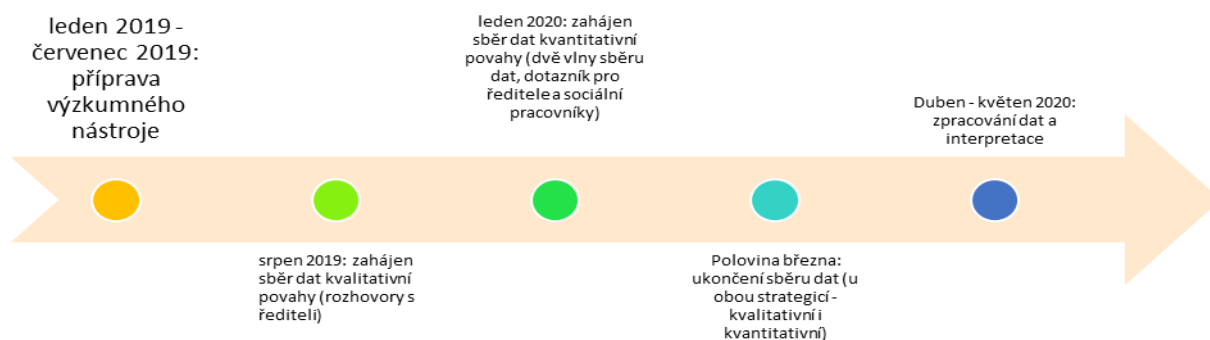 leden 2019 -
červenec 2019:
příprava
výzkumného
nástroje
srpen 2019: zahájen
sběr dat kvalitativní
povahy (rozhovory s
řediteli)
leden 2020: zahájen
sběr dat kvantitativní
povahy (dvě vlny sběru
dat, dotazník pro
ředitele a sociální
pracovníky)
Polovina března:
ukončení sběru dat (u
obou strategicí -
kvalitativní i
kvantitativní)
Duben - květen 2020:
zpracování dat a
interpretace